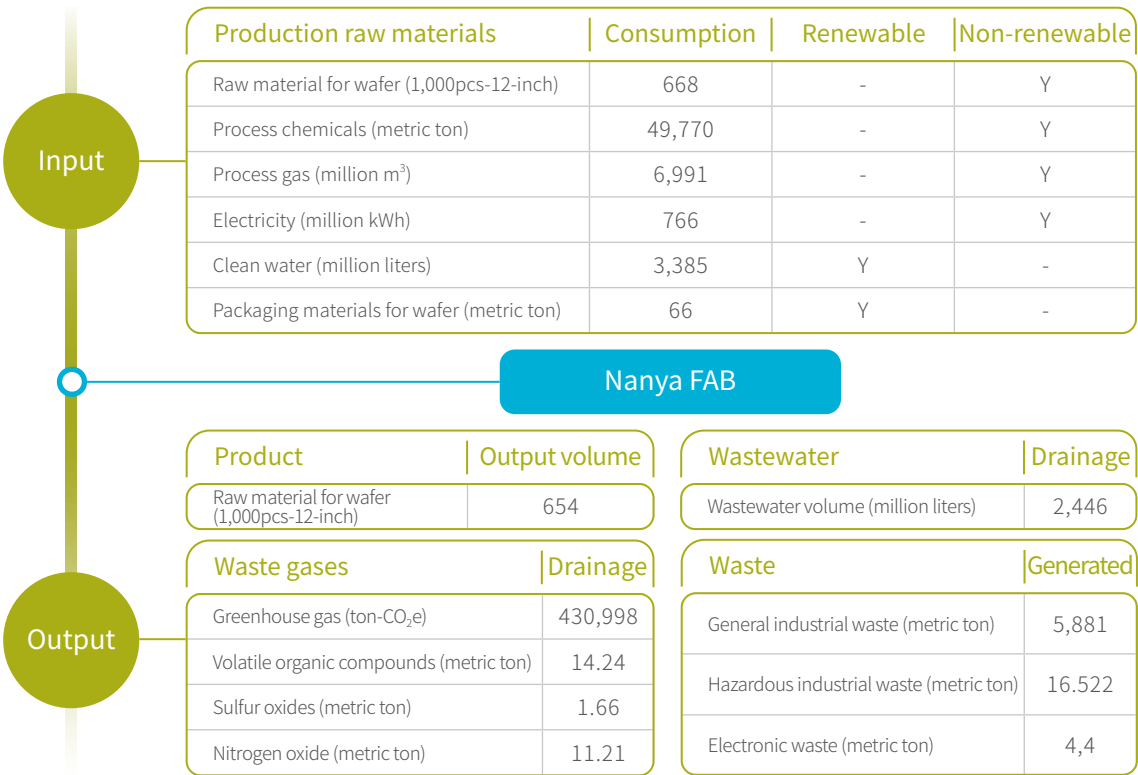 Production raw materials Consumption Renewable Non-renewable
Raw material for wafer (1,000pcs-12-inch) 668 - Y
Process chemicals (metric ton) 49,770 - Y
Input
Process gas (million m³) 6,991 - Y
Electricity (million kWh) 766 - Y
Clean water (million liters) 3,385 Y -
Packaging materials for wafer (metric ton) 66 Y -
Nanya FAB
Product Output volume
Raw material for wafer
(1,000pcs-12-inch) 654
Wastewater Drainage
Wastewater volume (million liters) 2,446
Output
Waste gases Drainage
Greenhouse gas (ton-CO₂e) 430,998
Volatile organic compounds (metric ton) 14.24
Sulfur oxides (metric ton) 1.66
Nitrogen oxide (metric ton) 11.21
Waste Generated
General industrial waste (metric ton) 5,881
Hazardous industrial waste (metric ton) 16.522
Electronic waste (metric ton) 4,4